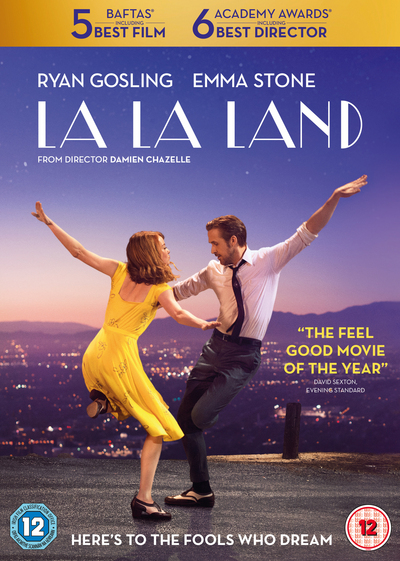 5 BAFTAS® INCLUDING BEST FILM
6 ACADEMY AWARDS® INCLUDING BEST DIRECTOR
RYAN GOSLING EMMA STONE
LA LA LAND
FROM DIRECTOR DAMIEN CHAZELLE
“THE FEEL
GOOD MOVIE
OF THE YEAR”
DAVID SEXTON,
EVENING STANDARD
12
12
HERE'S TO THE FOOLS WHO DREAM